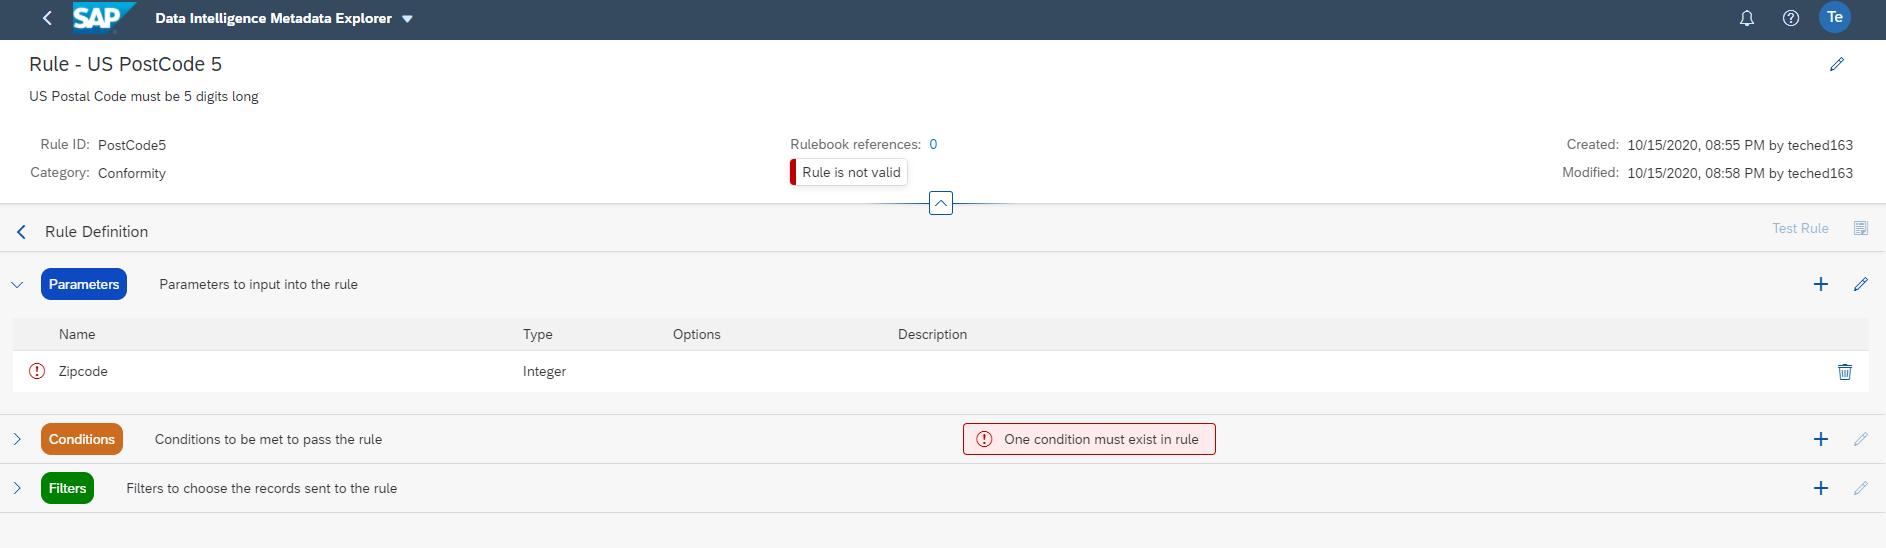 SAP Data Intelligence Metadata Explorer Te
Rule - US PostCode 5
US Postal Code must be 5 digits long
Rule ID: PostCode5 Rulebook references: 0 Created: 10/15/2020, 08:55 PM by teched163
Category: Conformity Rule is not valid Modified: 10/15/2020, 08:58 PM by teched163
Rule Definition Test Rule
Parameters Parameters to input into the rule
Name Type Options Description
Zipcode Integer
Conditions Conditions to be met to pass the rule One condition must exist in rule
Filters Filters to choose the records sent to the rule